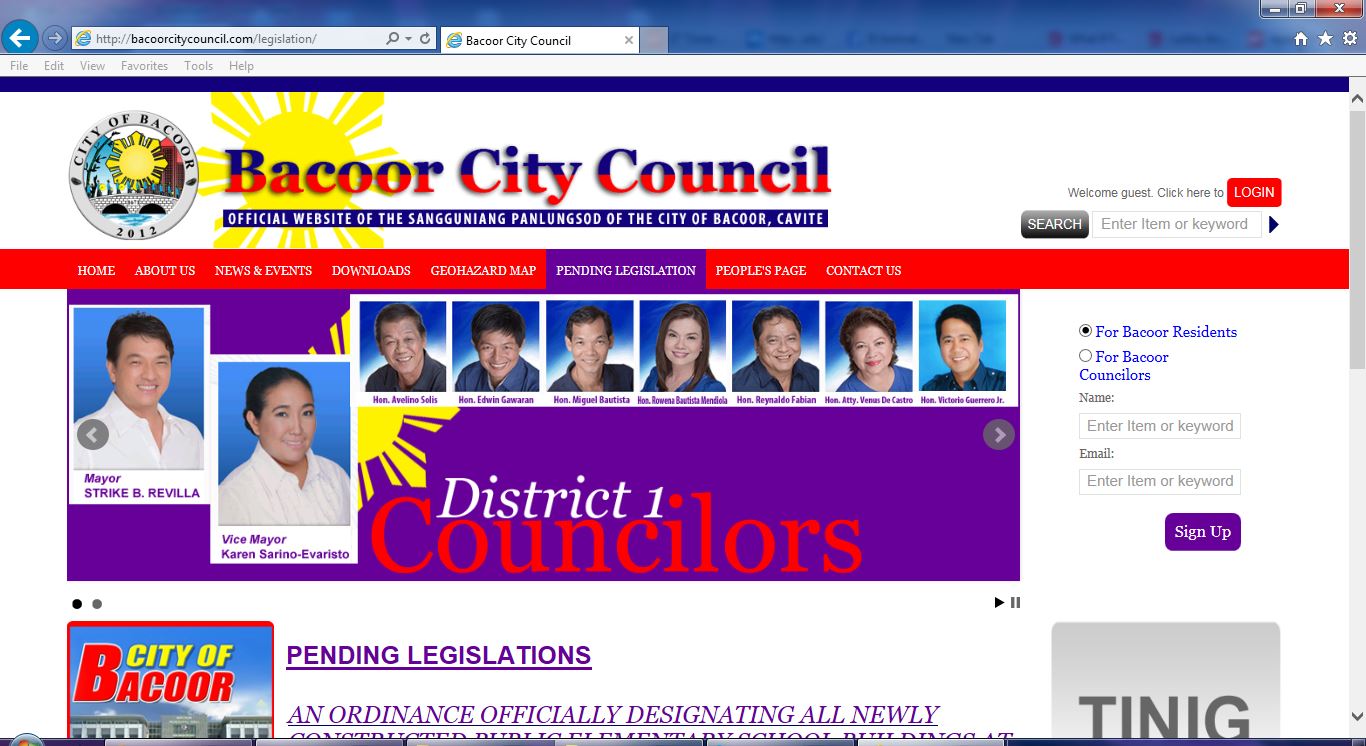 http://bacoorcitycouncil.com/legislation/
Bacoor City Council
File Edit View Favorites Tools Help
CITY OF BACOOR
2012
Bacoor City Council
OFFICIAL WEBSITE OF THE SANGGUNIANG PANLUNGSOD OF THE CITY OF BACOOR, CAVITE
Welcome guest. Click here to LOGIN
SEARCH Enter Item or keyword
HOME ABOUT US NEWS & EVENTS DOWNLOADS GEOHAZARD MAP PENDING LEGISLATION PEOPLE'S PAGE CONTACT US
Hon. Avelino Solis Hon. Edwin Gawaran Hon. Miguel Bautista Hon. Rowena Bautista Mendiola Hon. Reynaldo Fabian Hon. Atty. Venus De Castro Hon. Victorio Guerrero Jr.
Mayor
STRIKE B. REVILLA
Vice Mayor
Karen Sarino-Evaristo
District 1
Councilors
For Bacoor Residents
For Bacoor
Councilors
Name:
Enter Item or keyword
Email:
Enter Item or keyword
Sign Up
CITY OF
BACOOR
PENDING LEGISLATIONS
AN ORDINANCE OFFICIALLY DESIGNATING ALL NEWLY
CONSTRUCTED PUBLIC ELEMENTARY SCHOOL BUILDINGS AT
TINIG